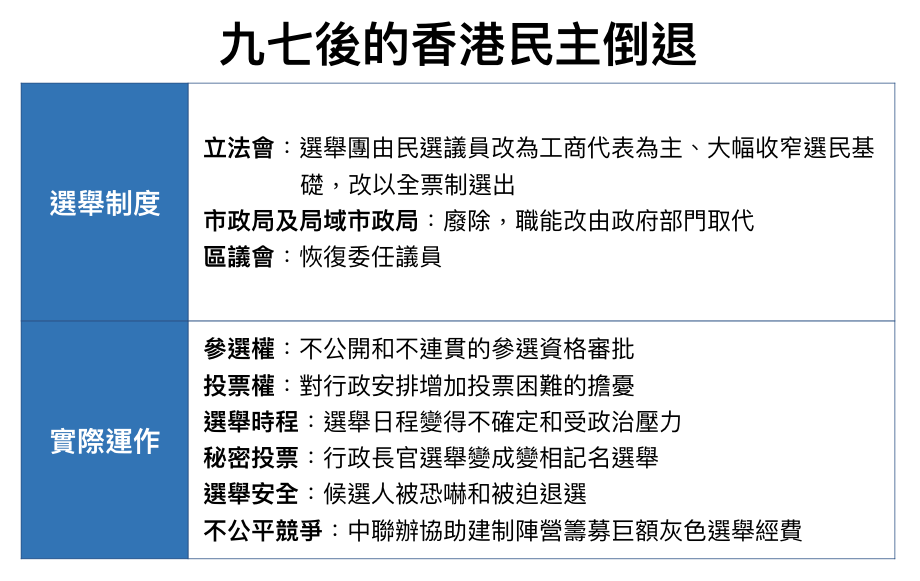 九七後的香港民主倒退
選舉制度
立法會：選舉團由民選議員改為工商代表為主、大幅收窄選民基
礎，改以全票制選出
市政局及局域市政局：廢除，職能改由政府部門取代
區議會：恢復委任議員
實際運作
參選權：不公開和不連貫的參選資格審批
投票權：對行政安排增加投票困難的擔憂
選舉時程：選舉日程變得不確定和受政治壓力
秘密投票：行政長官選舉變成變相記名選舉
選舉安全：候選人被恐嚇和被迫退選
不公平競爭：中聯辦協助建制陣營籌募巨額灰色選舉經費